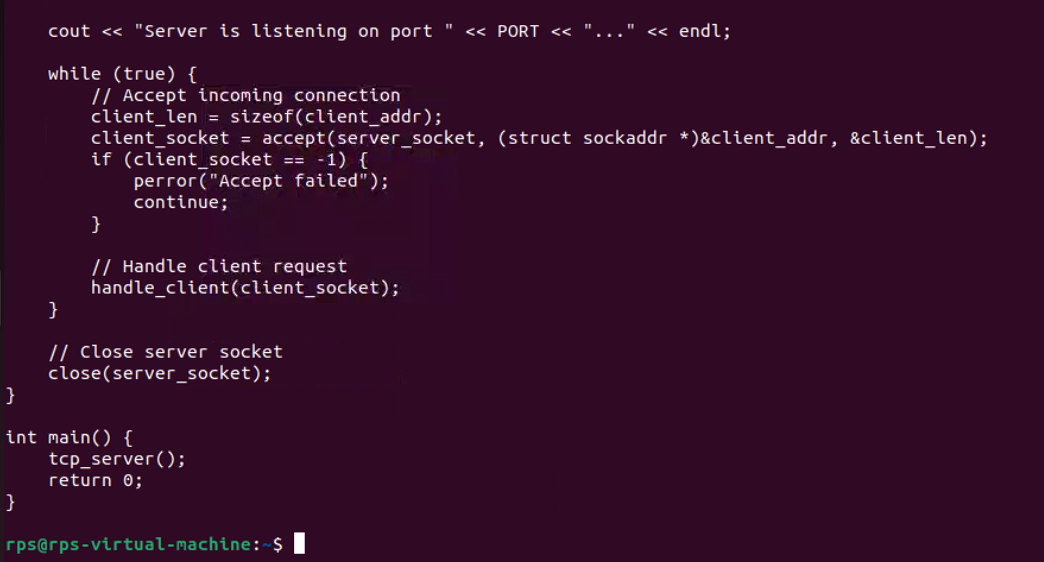 cout << "Server is listening on port " << PORT << "..." << endl;

    while (true) {
        // Accept incoming connection
        client_len = sizeof(client_addr);
        client_socket = accept(server_socket, (struct sockaddr *)&client_addr, &client_len);
        if (client_socket == -1) {
            perror("Accept failed");
            continue;
        }

        // Handle client request
        handle_client(client_socket);
    }

    // Close server socket
    close(server_socket);
}

int main() {
    tcp_server();
    return 0;
}

rps@rps-virtual-machine:~$